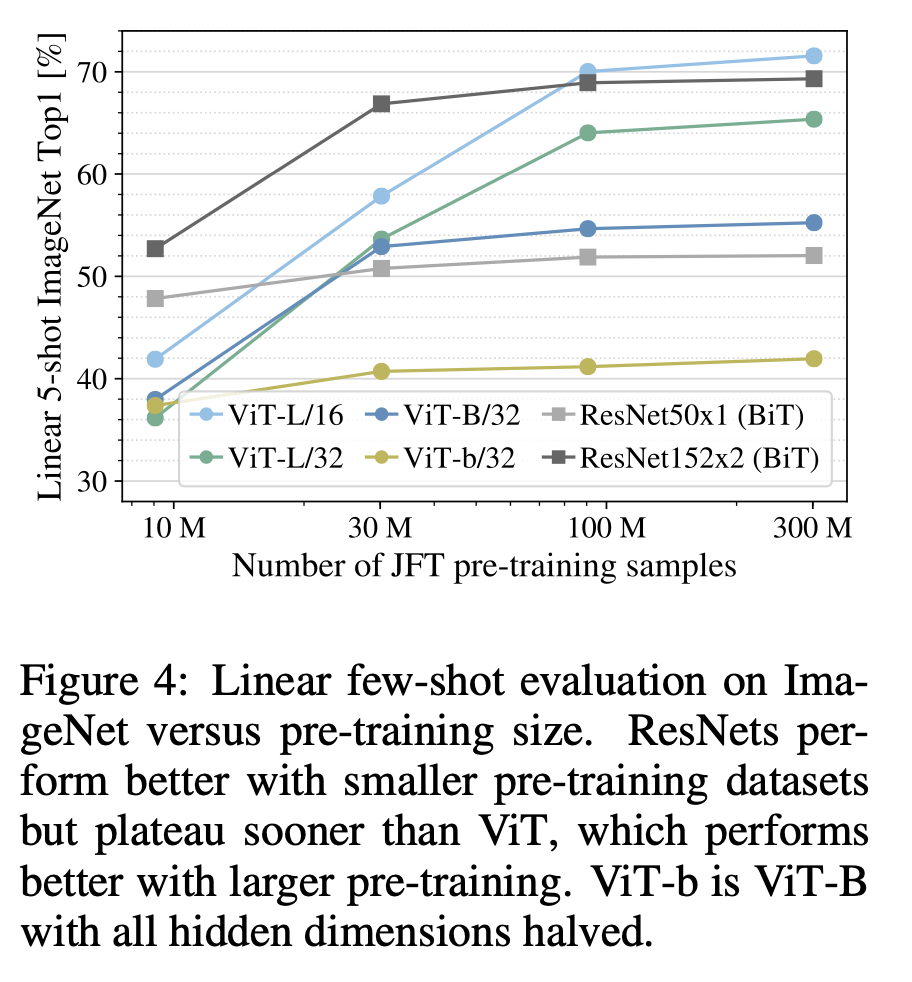 Linear 5-shot ImageNet Top1 [%]
70
60
50
40
30
ViT-L/16 ViT-B/32 ResNet50x1 (BiT)
ViT-L/32 ViT-b/32 ResNet152x2 (BiT)
10 M 30 M 100 M 300 M
Number of JFT pre-training samples
Figure 4: Linear few-shot evaluation on Ima-
geNet versus pre-training size. ResNets per-
form better with smaller pre-training datasets
but plateau sooner than ViT, which performs
better with larger pre-training. ViT-b is ViT-B
with all hidden dimensions halved.